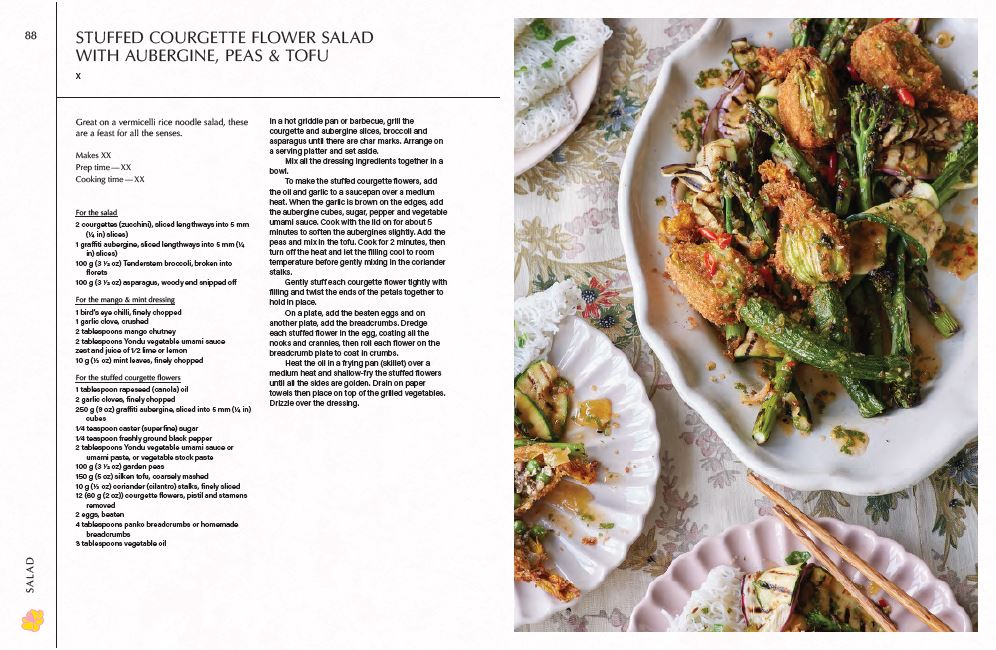 88
STUFFED COURGETTE FLOWER SALAD
WITH AUBERGINE, PEAS & TOFU
X
Great on a vermicelli rice noodle salad, these
are a feast for all the senses.
Makes XX
Prep time — XX
Cooking time — XX
For the salad
2 courgettes (zucchini), sliced lengthways into 5 mm
(¼ in) slices)
1 graffiti aubergine, sliced lengthways into 5 mm (¼
in) slices)
100 g (3 ½ oz) Tenderstem broccoli, broken into
florets
100 g (3 ½ oz) asparagus, woody end snipped off
For the mango & mint dressing
1 bird's eye chilli, finely chopped
1 garlic clove, crushed
2 tablespoons mango chutney
2 tablespoons Yondu vegetable umami sauce
zest and juice of 1/2 lime or lemon
10 g (½ oz) mint leaves, finely chopped
For the stuffed courgette flowers
1 tablespoon rapeseed (canola) oil
2 garlic cloves, finely chopped
250 g (9 oz) graffiti aubergine, sliced into 5 mm (¼ in)
cubes
1/4 teaspoon caster (superfine) sugar
1/4 teaspoon freshly ground black pepper
2 tablespoons Yondu vegetable umami sauce or
umami paste, or vegetable stock paste
100 g (3 ½ oz) garden peas
150 g (5 oz) silken tofu, coarsely mashed
10 g (½ oz) coriander (cilantro) stalks, finely sliced
12 (60 g (2 oz)) courgette flowers, pistil and stamens
removed
2 eggs, beaten
4 tablespoons panko breadcrumbs or homemade
breadcrumbs
3 tablespoons vegetable oil
In a hot griddle pan or barbecue, grill the
courgette and aubergine slices, broccoli and
asparagus until there are char marks. Arrange on
a serving platter and set aside.
Mix all the dressing ingredients together in a
bowl.
To make the stuffed courgette flowers, add
the oil and garlic to a saucepan over a medium
heat. When the garlic is brown on the edges, add
the aubergine cubes, sugar, pepper and vegetable
umami sauce. Cook with the lid on for about 5
minutes to soften the aubergines slightly. Add the
peas and mix in the tofu. Cook for 2 minutes, then
turn off the heat and let the filling cool to room
temperature before gently mixing in the coriander
stalks.
Gently stuff each courgette flower tightly with
filling and twist the ends of the petals together to
hold in place.
On a plate, add the beaten eggs and on
another plate, add the breadcrumbs. Dredge
each stuffed flower in the egg, coating all the
nooks and crannies, then roll each flower on the
breadcrumb plate to coat in crumbs.
Heat the oil in a frying pan (skillet) over a
medium heat and shallow-fry the stuffed flowers
until all the sides are golden. Drain on paper
towels then place on top of the grilled vegetables.
Drizzle over the dressing.
SALAD